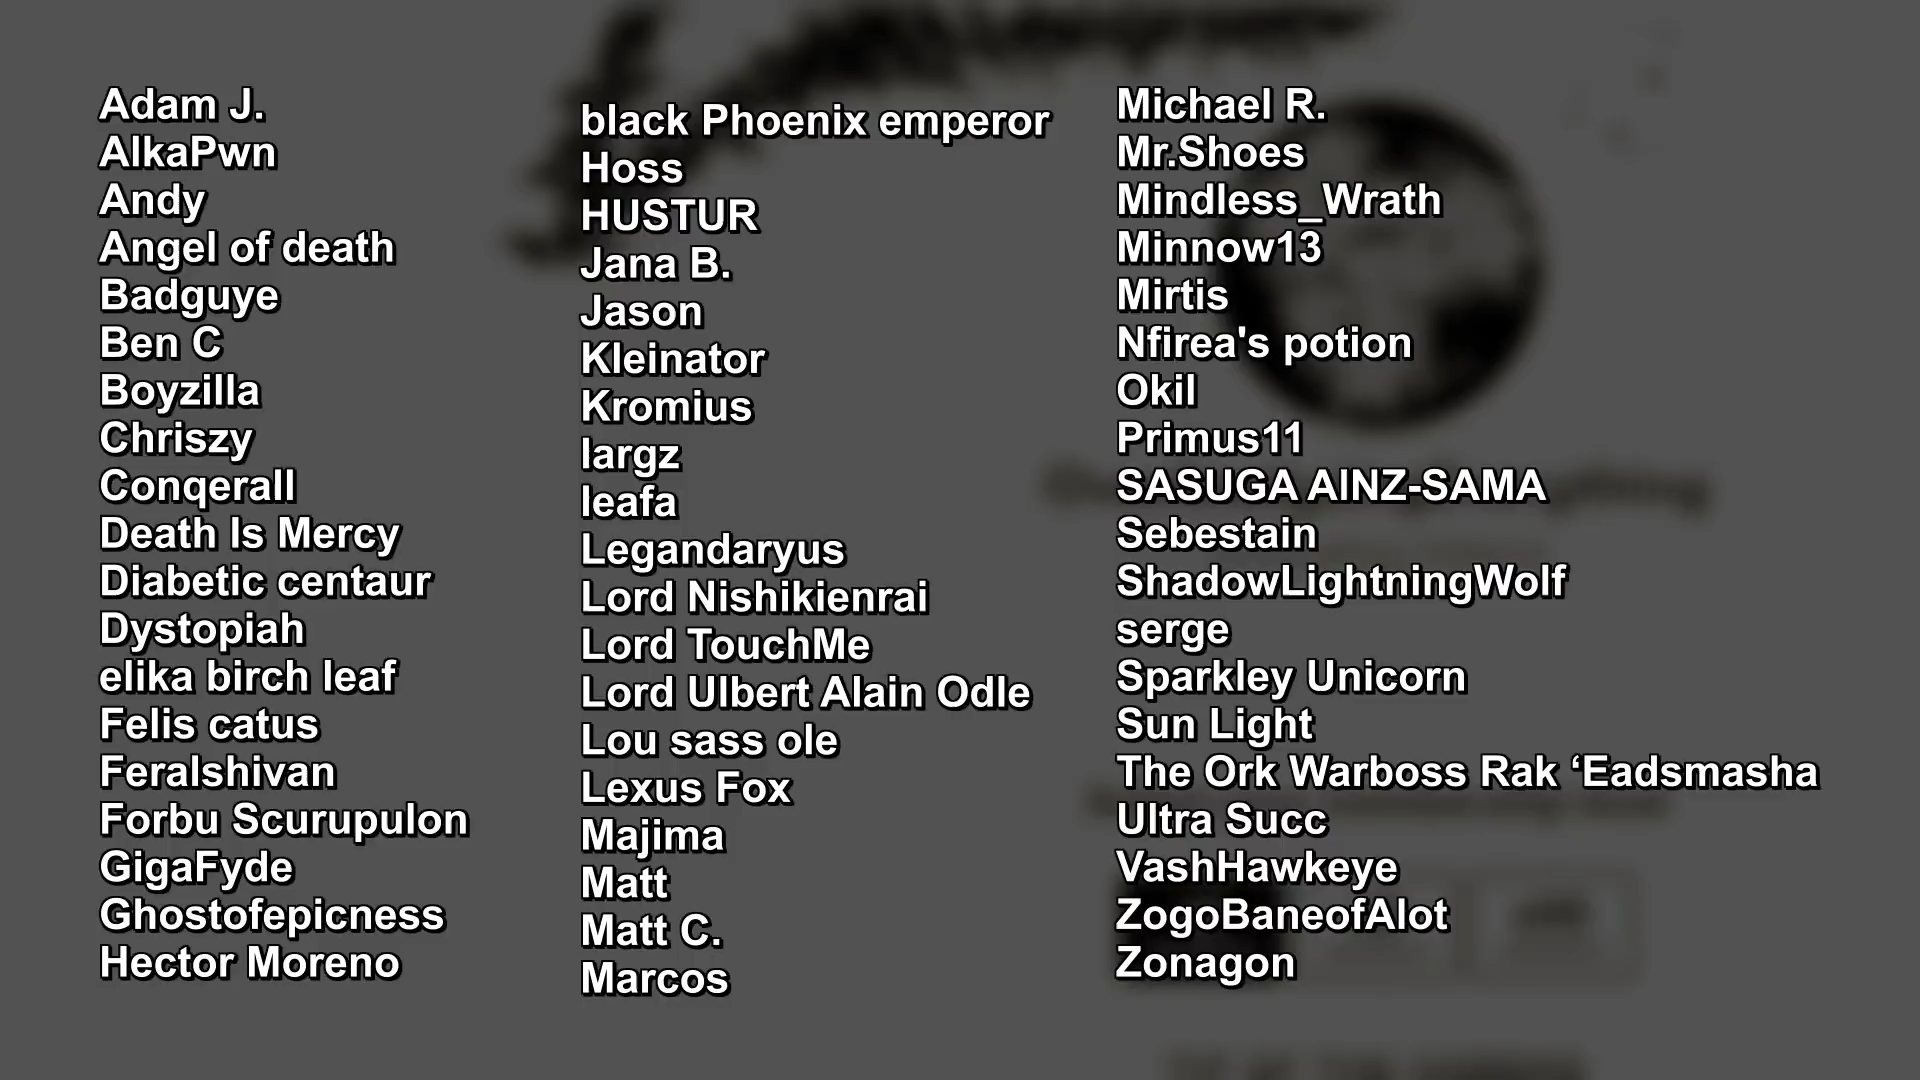 Adam J.
AlkaPwn
Andy
Angel of death
Badguye
Ben C
Boyzilla
Chriszy
Conqerall
Death Is Mercy
Diabetic centaur
Dystopiah
elika birch leaf
Felis catus
Feralshivan
Forbu Scurupulon
GigaFyde
Ghostofepicness
Hector Moreno
black Phoenix emperor
Hoss
HUSTUR
Jana B.
Jason
Kleinator
Kromius
largz
leafa
Legandaryus
Lord Nishikienrai
Lord TouchMe
Lord Ulbert Alain Odle
Lou sass ole
Lexus Fox
Majima
Matt
Matt C.
Marcos
Michael R.
Mr.Shoes
Mindless_Wrath
Minnow13
Mirtis
Nfirea's potion
Okil
Primus11
SASUGA AINZ-SAMA
Sebestain
ShadowLightningWolf
serge
Sparkley Unicorn
Sun Light
The Ork Warboss Rak ‘Eadsmasha
Ultra Succ
VashHawkeye
ZogoBaneofAlot
Zonagon